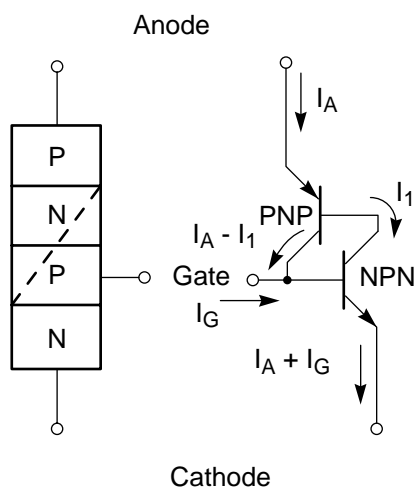 Anode
P
N
P
N
I_A
PNP
I_1
I_A - I_1
Gate
NPN
I_G
I_A + I_G
Cathode